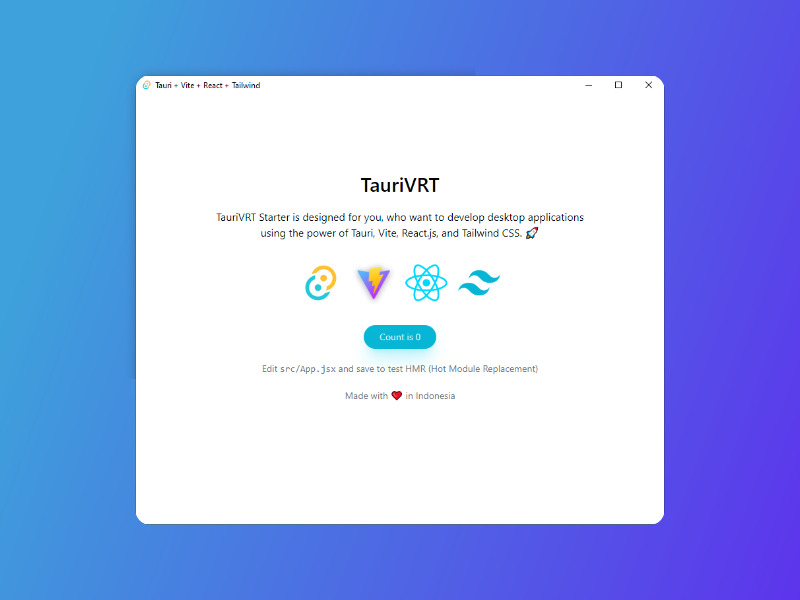 Tauri + Vite + React + Tailwind
TauriVRT
TauriVRT Starter is designed for you, who want to develop desktop applications
using the power of Tauri, Vite, React.js, and Tailwind CSS. 🚀
Count is 0
Edit src/App.jsx and save to test HMR (Hot Module Replacement)
Made with ❤️ in Indonesia